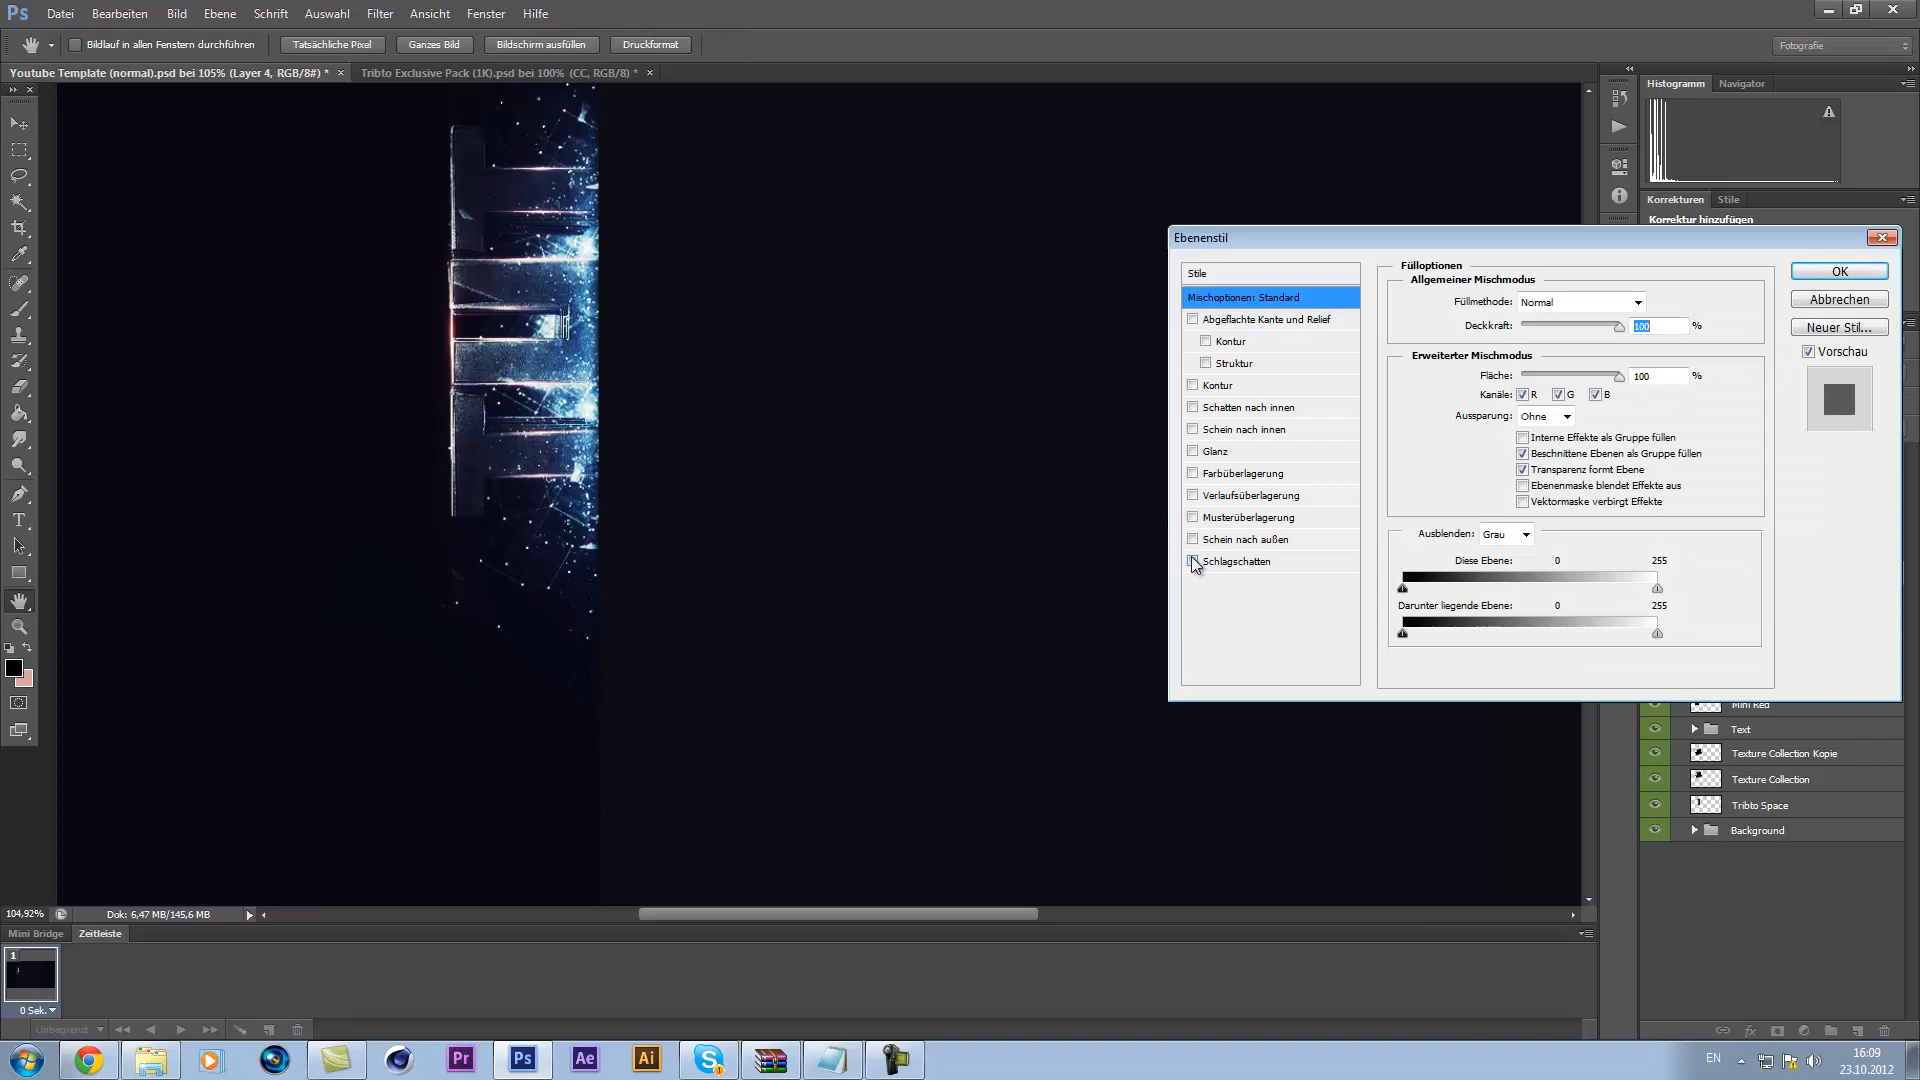 Ps Datei Bearbeiten Bild Ebene Schrift Auswahl Filter Ansicht Fenster Hilfe
Bildlauf in allen Fenstern durchführen Tatsächliche Pixel Ganzes Bild Bildschirm ausfüllen Druckformat Fotografie
Youtube Template (normal).psd bei 105% (Layer 4, RGB/8#) * Tribto Exclusive Pack (1K).psd bei 100% (CC, RGB/8) *
Histogramm Navigator
Korrekturen Stile
Korrektur hinzufügen
Ebenenstil
Stile
Mischoptionen: Standard
Abgeflachte Kante und Relief
Kontur
Struktur
Kontur
Schatten nach innen
Schein nach innen
Glanz
Farbüberlagerung
Verlaufsüberlagerung
Musterüberlagerung
Schein nach außen
Schlagschatten
Fülloptionen
Allgemeiner Mischmodus
Füllmethode: Normal
Deckkraft: 100 %
Erweiterter Mischmodus
Fläche: 100 %
Kanäle: R G B
Aussparung: Ohne
Interne Effekte als Gruppe füllen
Beschnittene Ebenen als Gruppe füllen
Transparenz formt Ebene
Ebenenmaske blendet Effekte aus
Vektormaske verbirgt Effekte
Ausblenden: Grau
Diese Ebene: 0 255
Darunter liegende Ebene: 0 255
OK
Abbrechen
Neuer Stil...
Vorschau
Mini Red
Text
Texture Collection Kopie
Texture Collection
Tribto Space
Background
104,92% Dok: 6,47 MB/145,6 MB
Mini Bridge Zeitleiste
1
0 Sek.
Unbegrenzt
Pr Ps Ae Ai 1 EN 16:09
23.10.2012